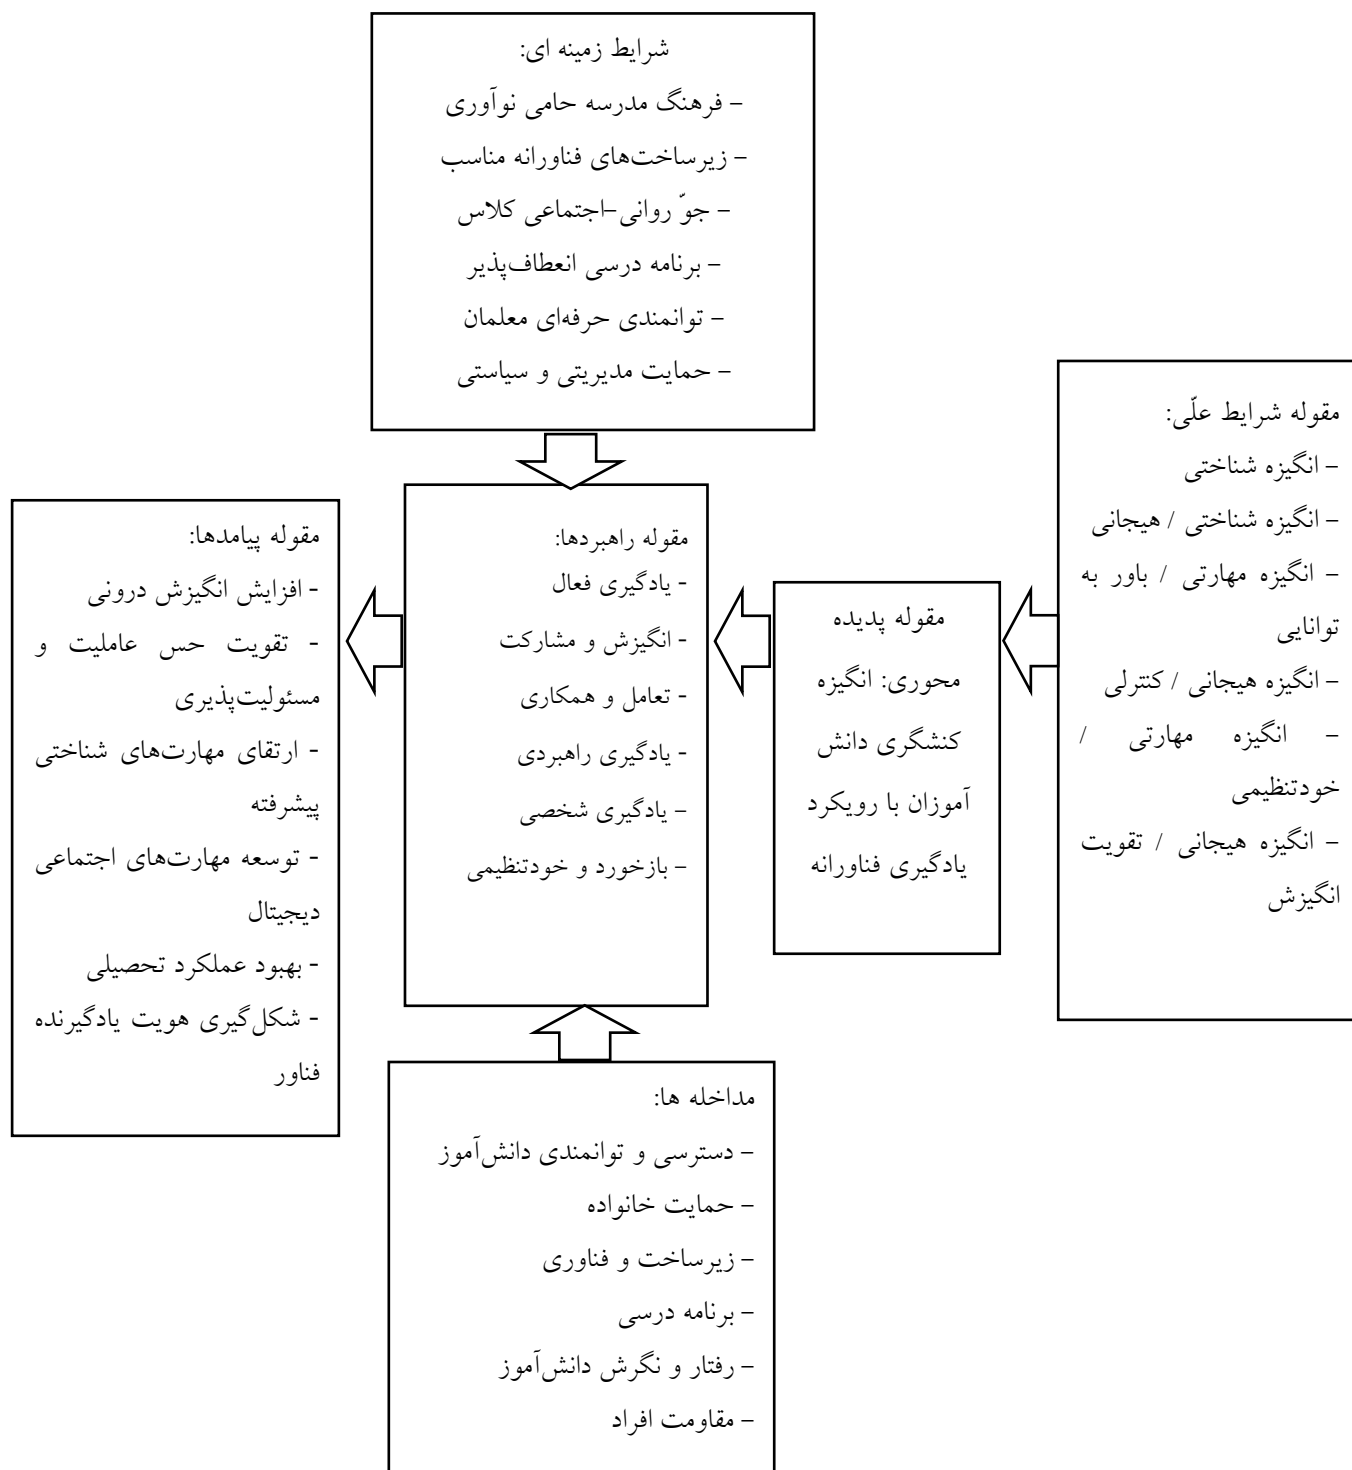 شرایط زمینه ای:
– فرهنگ مدرسه حامی نوآوری
– زیرساخت‌های فناورانه مناسب
– جوّ روانی–اجتماعی کلاس
– برنامه درسی انعطاف‌پذیر
– توانمندی حرفه‌ای معلمان
– حمایت مدیریتی و سیاستی
مقوله شرایط علّی:
– انگیزه شناختی
– انگیزه شناختی / هیجانی
– انگیزه مهارتی / باور به
توانایی
– انگیزه هیجانی / کنترلی
– انگیزه مهارتی /
خودتنظیمی
– انگیزه هیجانی / تقویت
انگیزش
مقوله پدیده
محوری: انگیزه
کنشگری دانش
آموزان با رویکرد
یادگیری فناورانه
مقوله راهبردها:
- یادگیری فعال
- انگیزش و مشارکت
- تعامل و همکاری
- یادگیری راهبردی
– یادگیری شخصی
– بازخورد و خودتنظیمی
مقوله پیامدها:
- افزایش انگیزش درونی
- تقویت حس عاملیت و
مسئولیت‌پذیری
- ارتقای مهارت‌های شناختی
پیشرفته
- توسعه مهارت‌های اجتماعی
دیجیتال
- بهبود عملکرد تحصیلی
- شکل‌گیری هویت یادگیرنده
فناور
مداخله ها:
– دسترسی و توانمندی دانش‌آموز
– حمایت خانواده
– زیرساخت و فناوری
– برنامه درسی
– رفتار و نگرش دانش‌آموز
– مقاومت افراد